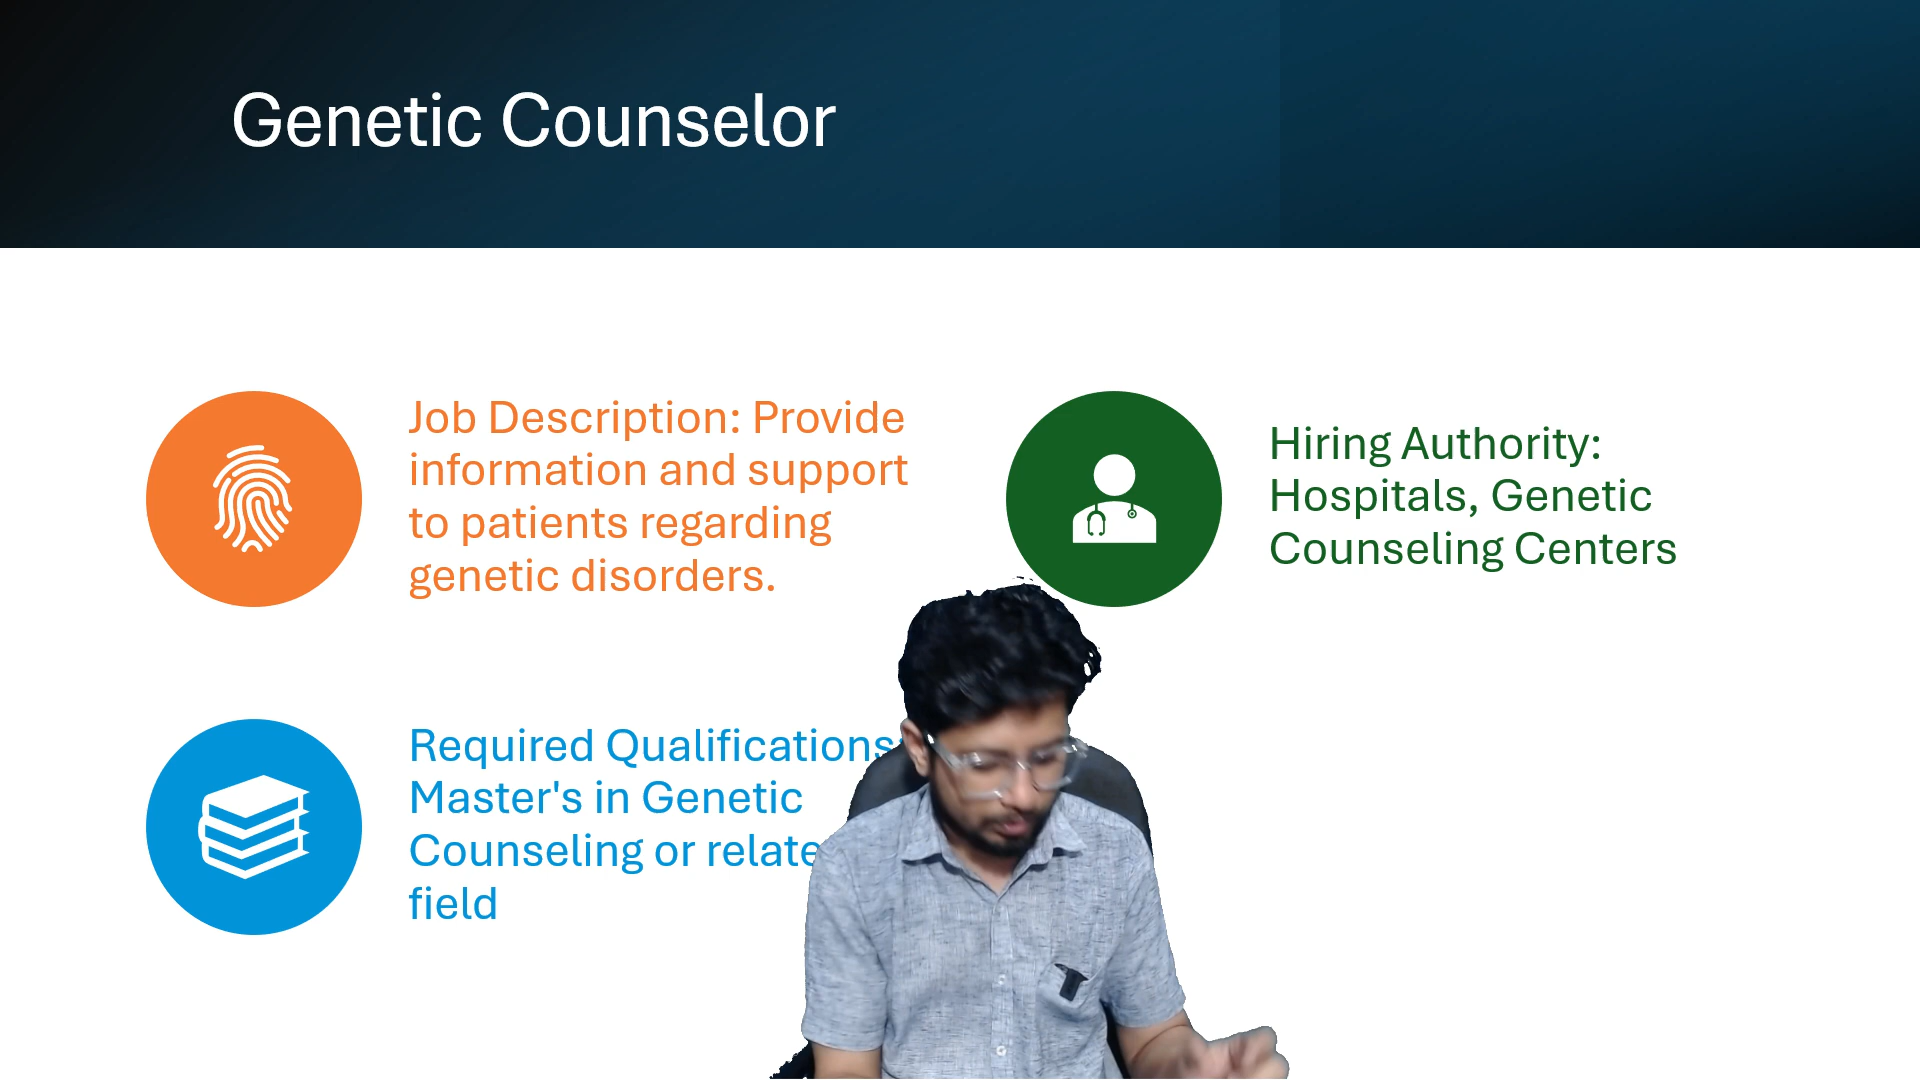 Genetic Counselor
Job Description: Provide
information and support
to patients regarding
genetic disorders.
Hiring Authority:
Hospitals, Genetic
Counseling Centers
Required Qualifications:
Master's in Genetic
Counseling or relate
field